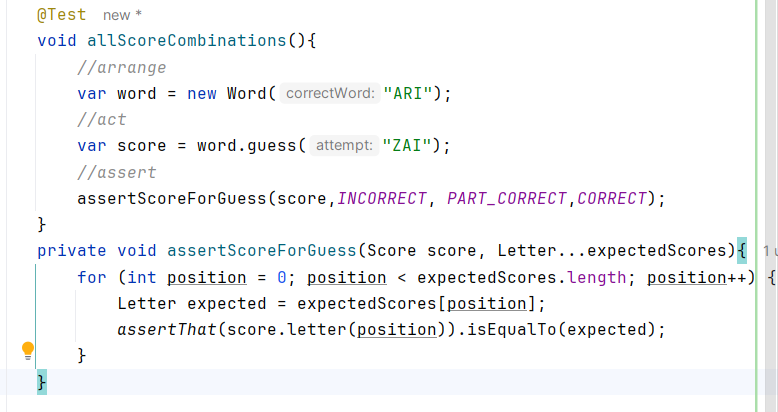 @Test new *
void allScoreCombinations(){
//arrange
var word = new Word( correctWord: "ARI");
//act
var score = word.guess( attempt: "ZAI");
//assert
assertScoreForGuess(score,INCORRECT, PART_CORRECT,CORRECT);
}
private void assertScoreForGuess(Score score, Letter...expectedScores){ 1 u
for (int position = 0; position < expectedScores.length; position++) {
Letter expected = expectedScores[position];
assertThat(score.letter(position)).isEqualTo(expected);
}
}